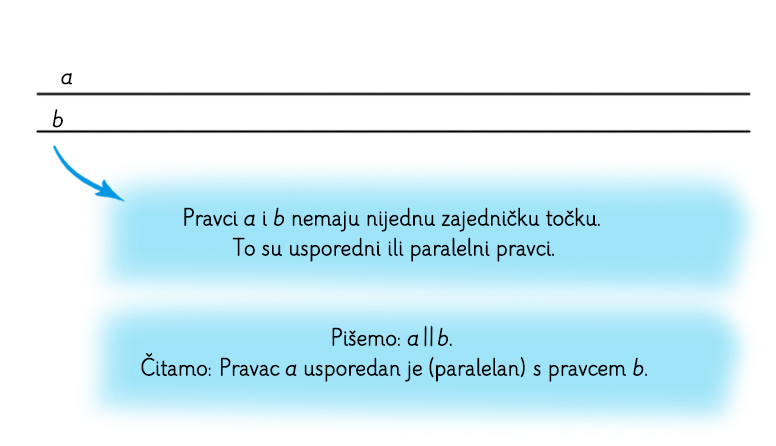 a
b
Pravci a i b nemaju nijednu zajedničku točku.
To su usporedni ili paralelni pravci.
Pišemo: a || b.
Čitamo: Pravac a usporedan je (paralelan) s pravcem b.